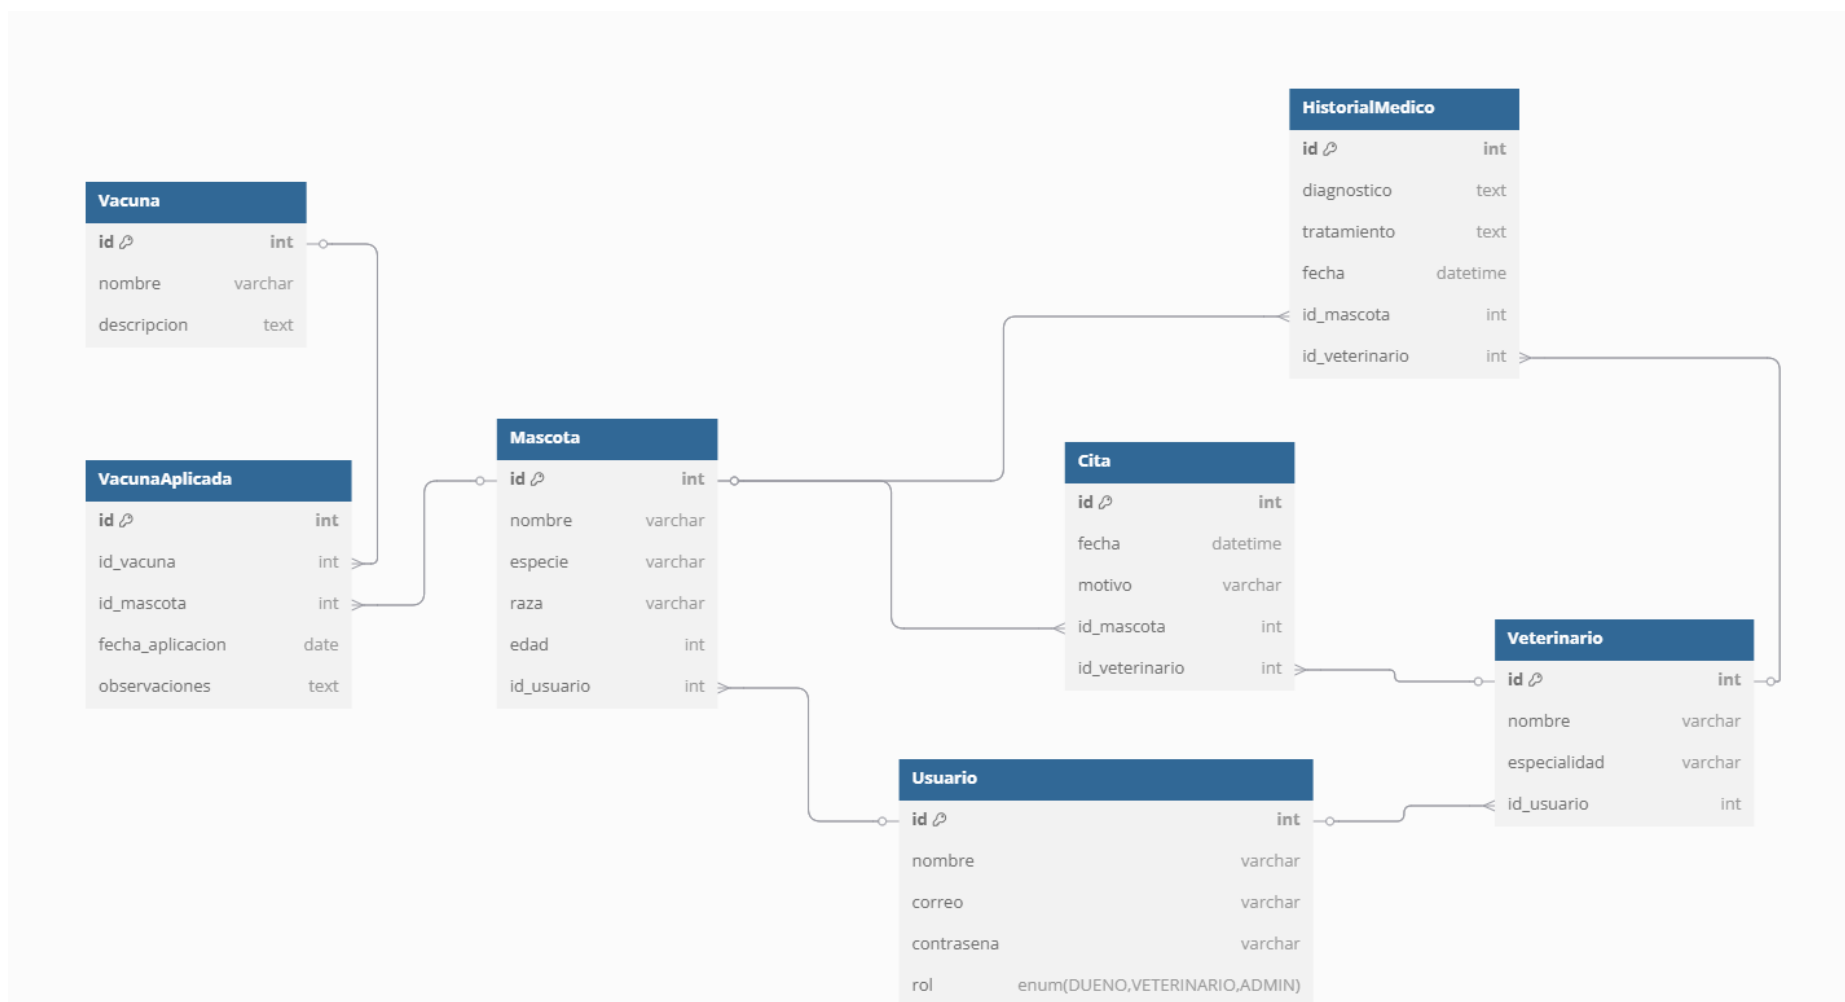 HistorialMedico
id int
diagnostico text
tratamiento text
fecha datetime
id_mascota int
id_veterinario int
Vacuna
id int
nombre varchar
descripcion text
Mascota
id int
nombre varchar
especie varchar
raza varchar
edad int
id_usuario int
VacunaAplicada
id int
id_vacuna int
id_mascota int
fecha_aplicacion date
observaciones text
Cita
id int
fecha datetime
motivo varchar
id_mascota int
id_veterinario int
Veterinario
id int
nombre varchar
especialidad varchar
id_usuario int
Usuario
id int
nombre varchar
correo varchar
contrasena varchar
rol enum(DUENO,VETERINARIO,ADMIN)